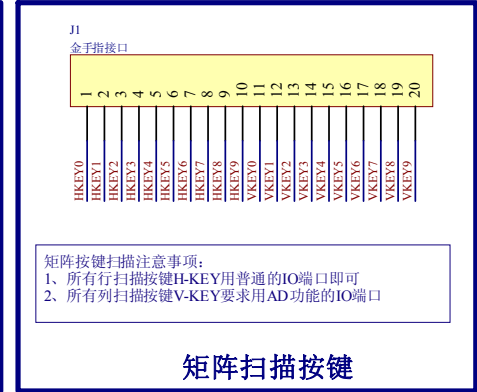 J1
金手指接口
1 2 3 4 5 6 7 8 9 10 11 12 13 14 15 16 17 18 19 20
HKEY0 HKEY1 HKEY2 HKEY3 HKEY4 HKEY5 HKEY6 HKEY7 HKEY8 HKEY9 VKEY0 VKEY1 VKEY2 VKEY3 VKEY4 VKEY5 VKEY6 VKEY7 VKEY8 VKEY9
矩阵按键扫描注意事项：
1、所有行扫描按键H-KEY用普通的IO端口即可
2、所有列扫描按键V-KEY要求用AD功能的IO端口
矩阵扫描按键